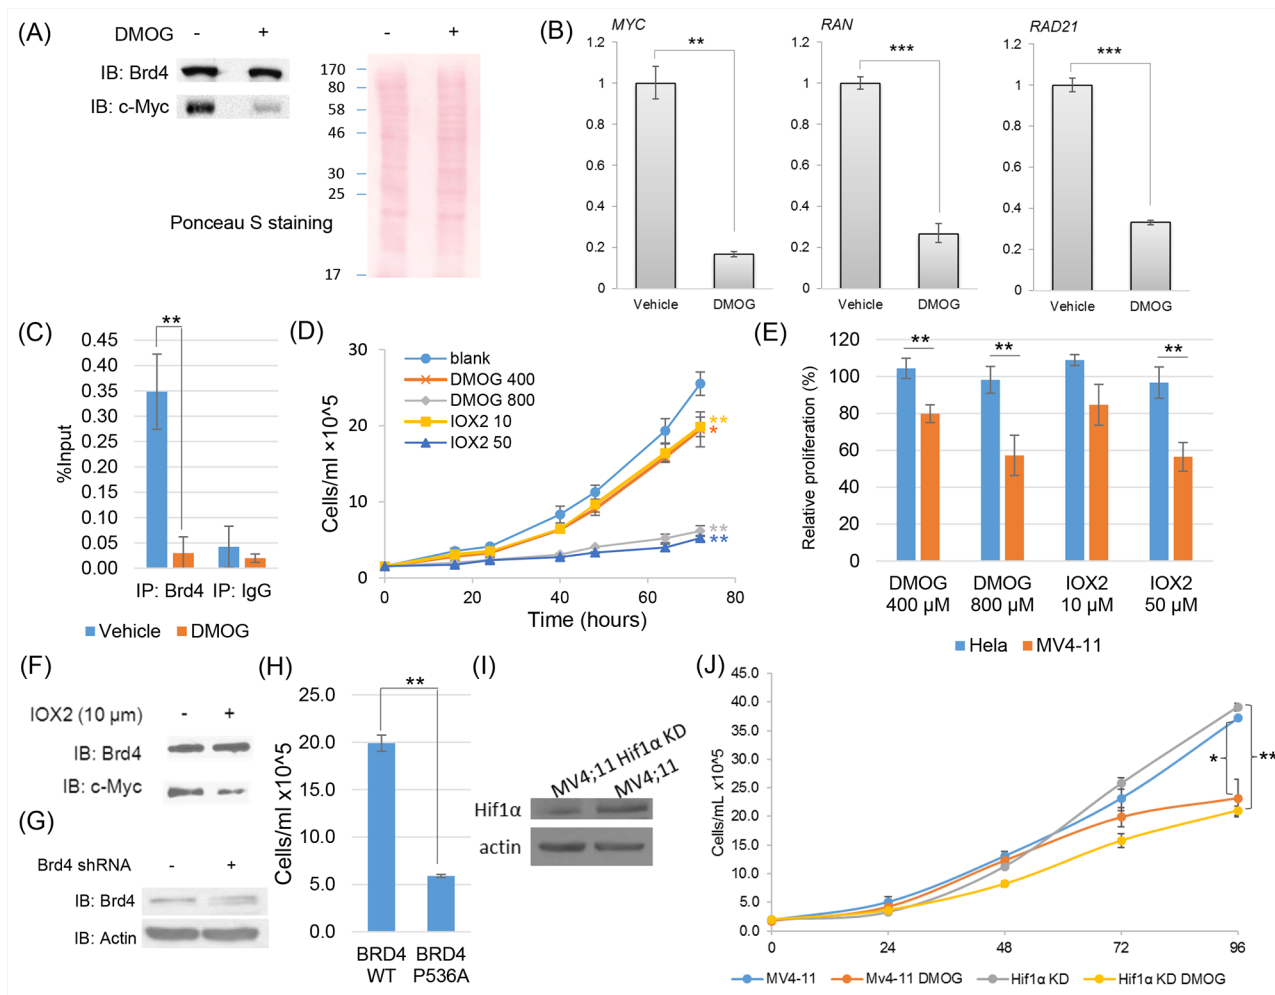 (A)
DMOG - +
IB: Brd4
IB: c-Myc
- +
170
80
58
46
30
25
17
Ponceau S staining
(B)
MYC
**
1.2
1
0.8
0.6
0.4
0.2
0
Vehicle DMOG
RAN
***
1.2
1
0.8
0.6
0.4
0.2
0
Vehicle DMOG
RAD21
***
1.2
1
0.8
0.6
0.4
0.2
0
Vehicle DMOG
(C)
**
%Input
0.45
0.40
0.35
0.30
0.25
0.20
0.15
0.10
0.05
0.00
IP: Brd4 IP: IgG
Vehicle DMOG
(D)
Cells/ml ×10^5
30
20
10
0
blank
DMOG 400
DMOG 800
IOX2 10
IOX2 50
**
*
**
**
0 20 40 60 80
Time (hours)
(E)
Relative proliferation (%)
120
100
80
60
40
20
0
** ** **
DMOG DMOG IOX2 IOX2
400 µM 800 µM 10 µM 50 µM
Hela MV4-11
(F)
IOX2 (10 µm) - +
IB: Brd4
IB: c-Myc
(G)
Brd4 shRNA - +
IB: Brd4
IB: Actin
(H)
**
Cells/ml x10^5
25.0
20.0
15.0
10.0
5.0
0.0
BRD4 BRD4
WT P536A
(I)
MV4;11 Hif1α KD
MV4;11
Hif1α
actin
(J)
Cells/mL x10^5
45.0
40.0
35.0
30.0
25.0
20.0
15.0
10.0
5.0
0.0
* **
0 24 48 72 96
MV4-11 Mv4-11 DMOG Hif1α KD Hif1α KD DMOG